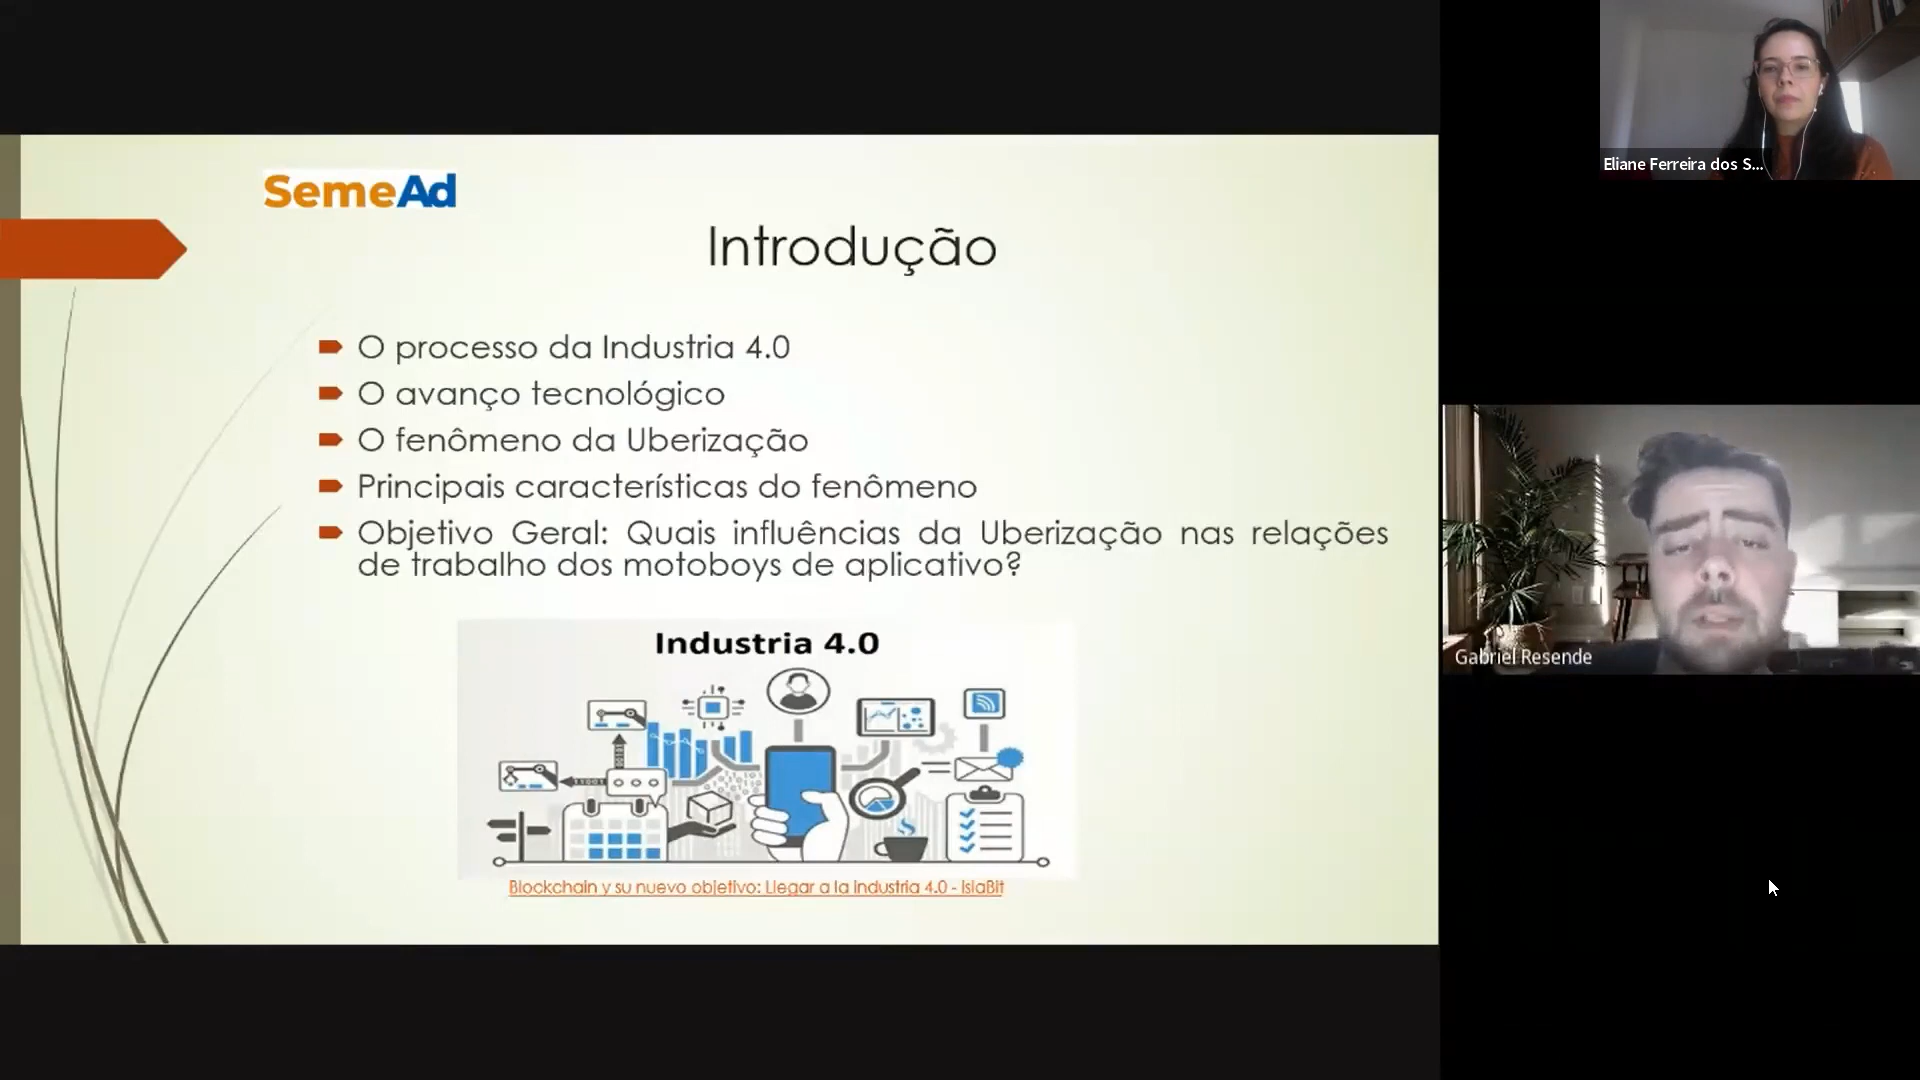 SemeAd
Introdução
O processo da Industria 4.0
O avanço tecnológico
O fenômeno da Uberização
Principais características do fenômeno
Objetivo Geral: Quais influências da Uberização nas relações
de trabalho dos motoboys de aplicativo?
Industria 4.0
Blockchain y su nuevo objetivo: Llegar a la industria 4.0 - IslaBit
Eliane Ferreira dos S...
Gabriel Resende